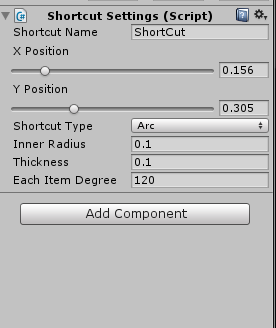 Shortcut Settings (Script)
Shortcut Name ShortCut
X Position
0.156
Y Position
0.305
Shortcut Type Arc
Inner Radius 0.1
Thickness 0.1
Each Item Degree 120
Add Component